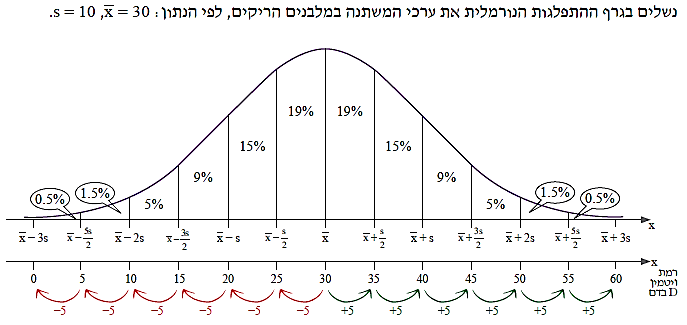 נשלים בגרף ההתפלגות הנורמלית את ערכי המשתנה במלבנים הריקים, לפי הנתון: x̅ = 30, s = 10.
19% 19%
15% 15%
9% 9%
0.5% 1.5% 5% 5% 1.5% 0.5%
x
x̅−3s x̅−5s/2 x̅−2s x̅−3s/2 x̅−s x̅−s/2 x̅ x̅+s/2 x̅+s x̅+3s/2 x̅+2s x̅+5s/2 x̅+3s
x
0 5 10 15 20 25 30 35 40 45 50 55 60
רמת
ויטמין
D בדם
−5 −5 −5 −5 −5 −5 +5 +5 +5 +5 +5 +5